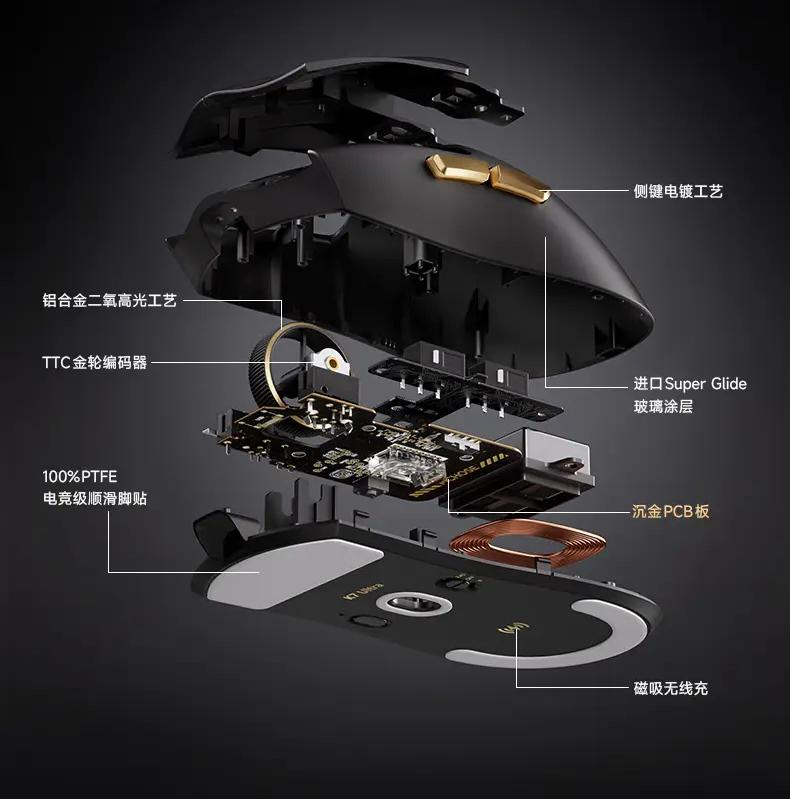 侧键电镀工艺
铝合金二氧高光工艺
TTC金轮编码器
进口Super Glide
玻璃涂层
100%PTFE
电竞级顺滑脚贴
沉金PCB板
K7 Ultra
磁吸无线充